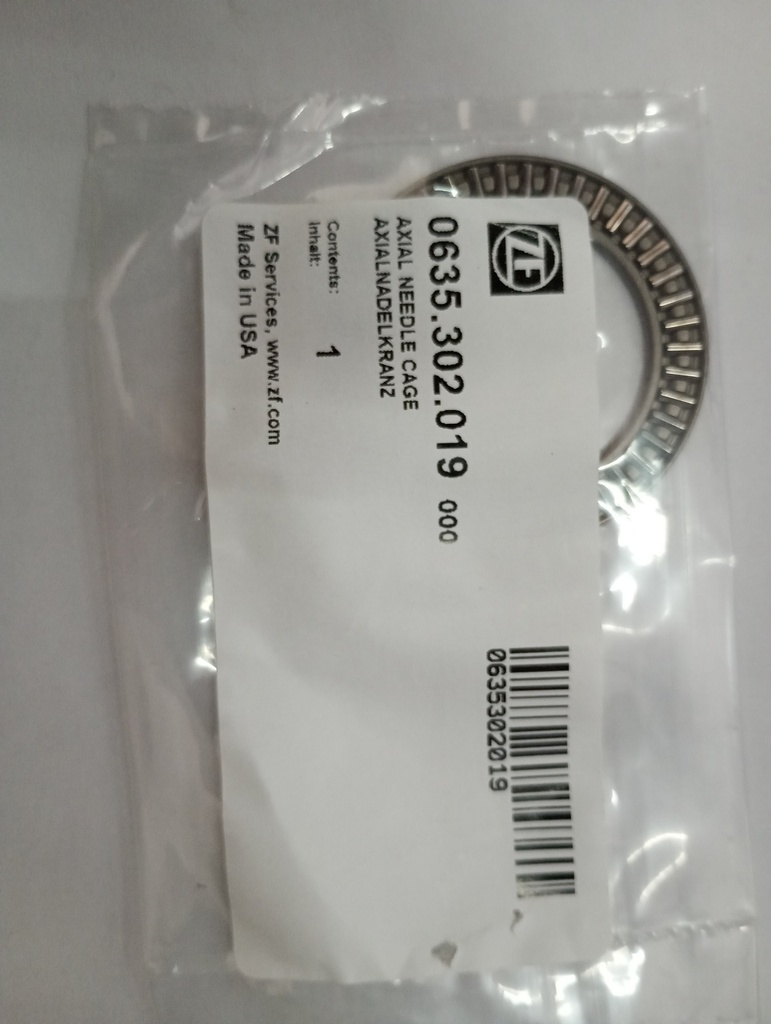 ZF
0635.302.019 000
AXIAL NEEDLE CAGE
AXIALNADELKRANZ
Contents:
Inhalt: 1
ZF Services, www.zf.com
Made in USA
0635302019